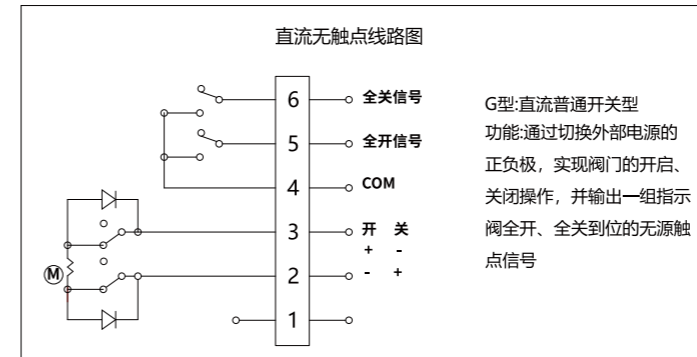 直流无触点线路图
6 全关信号
5 全开信号
4 COM
3 开 关
+ -
2 - +
1
M
G型:直流普通开关型
功能:通过切换外部电源的
正负极，实现阀门的开启、
关闭操作，并输出一组指示
阀全开、全关到位的无源触
点信号